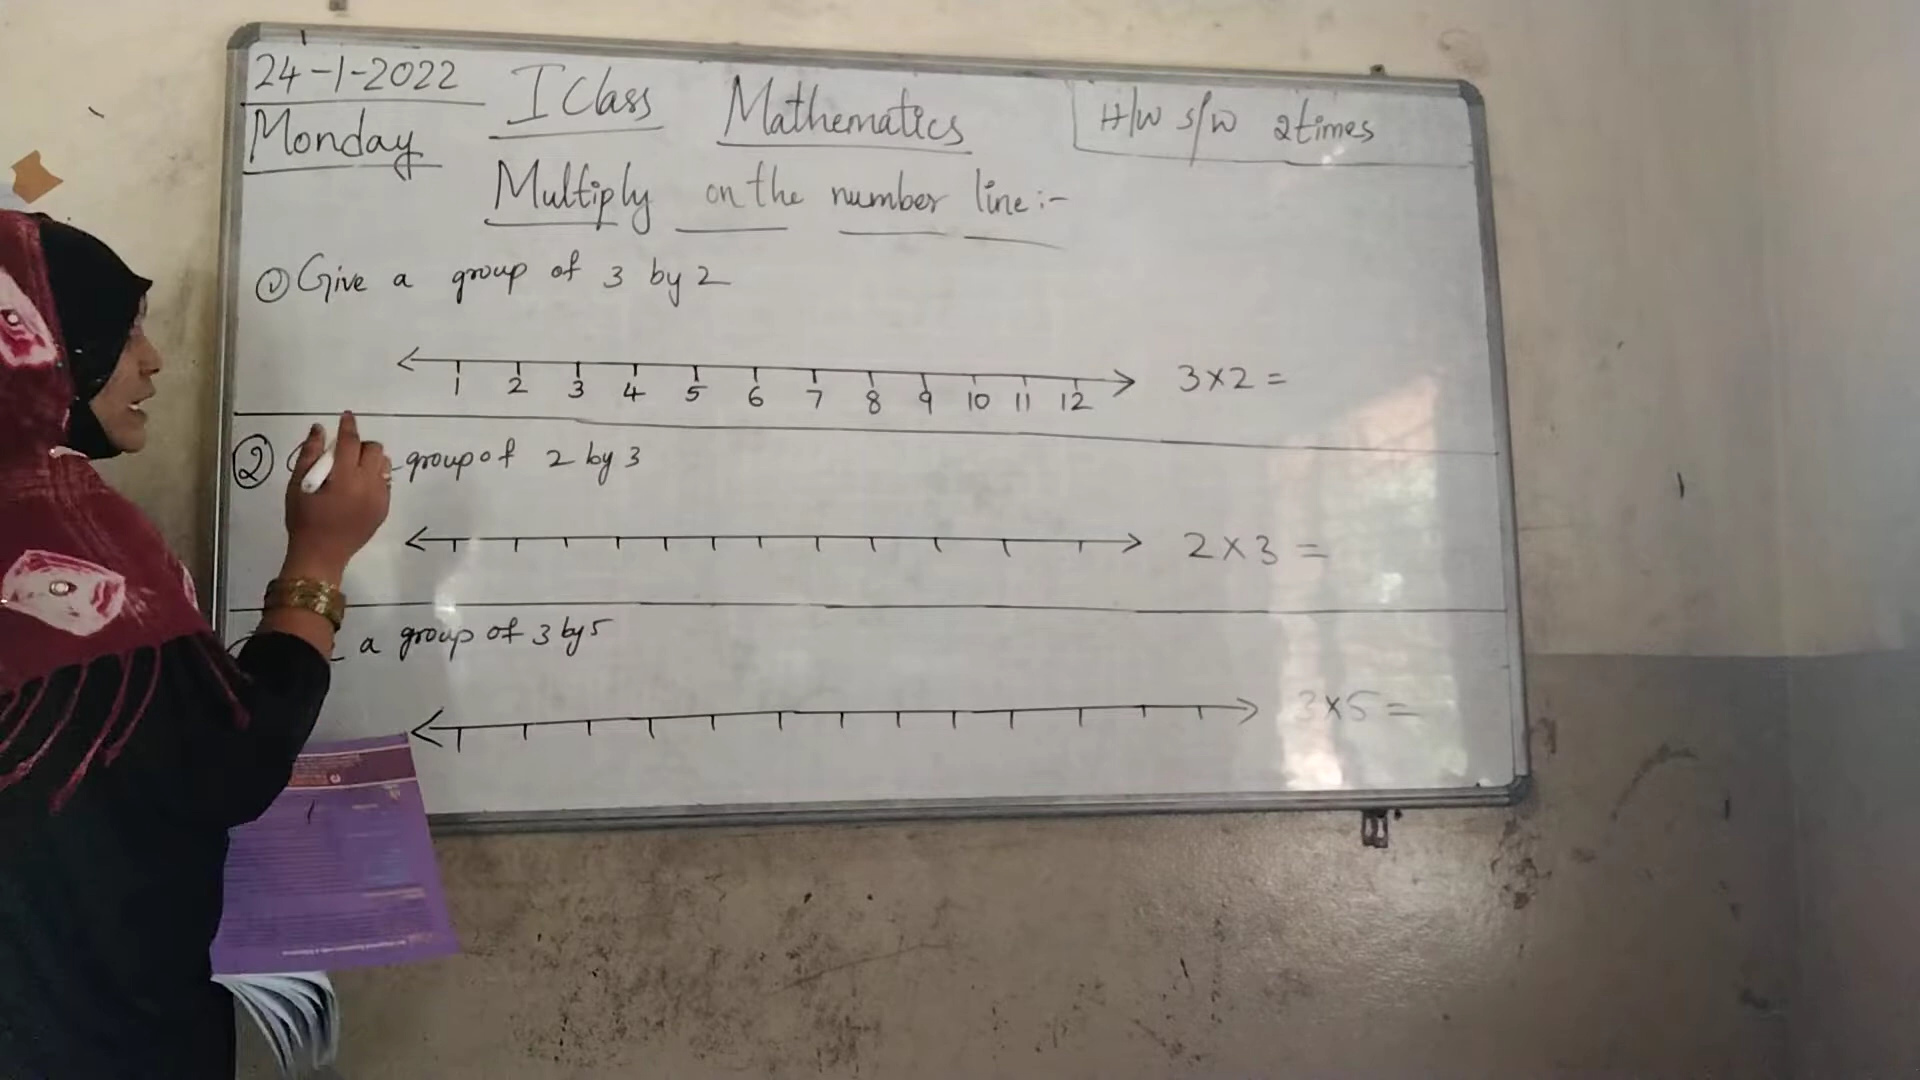 24-1-2022
Monday
I Class Mathematics
H/W S/W 2times
Multiply on the number line:-
① Give a group of 3 by 2
1 2 3 4 5 6 7 8 9 10 11 12
3×2=
② group of 2 by 3
2×3=
a group of 3 by 5
3×5=